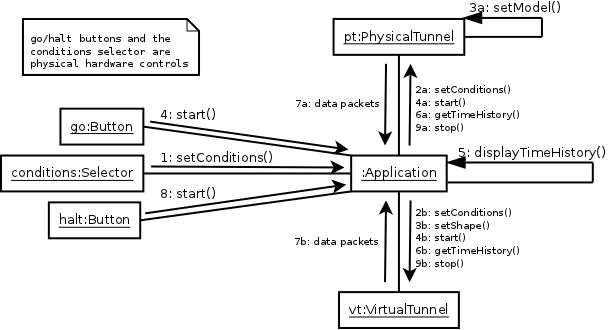 3a: setModel()
go/halt buttons and the
conditions selector are
physical hardware controls
pt:PhysicalTunnel
7a: data packets
2a: setConditions()
4a: start()
6a: getTimeHistory()
9a: stop()
4: start()
go:Button
1: setConditions()
5: displayTimeHistory()
conditions:Selector
:Application
8: start()
halt:Button
7b: data packets
2b: setConditions()
3b: setShape()
4b: start()
6b: getTimeHistory()
9b: stop()
vt:VirtualTunnel